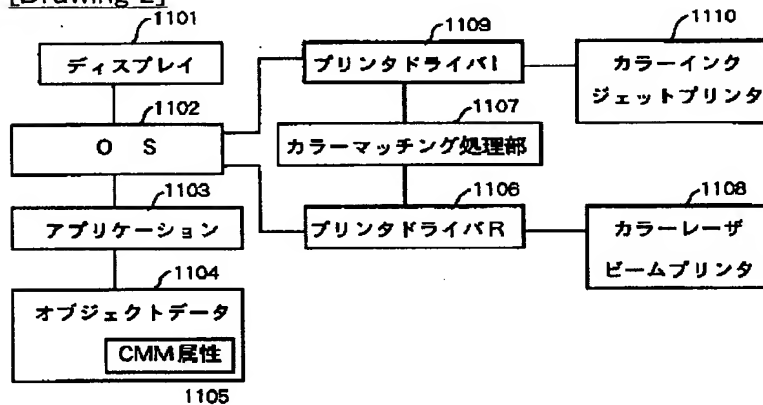 [Drawing 2]
1101
ディスプレイ
1102
O S
1103
アプリケーション
1104
オブジェクトデータ
CMM属性
1105
1109
プリンタドライバI
1107
カラーマッチング処理部
1106
プリンタドライバR
1110
カラーインク
ジェットプリンタ
1108
カラーレーザ
ビームプリンタ